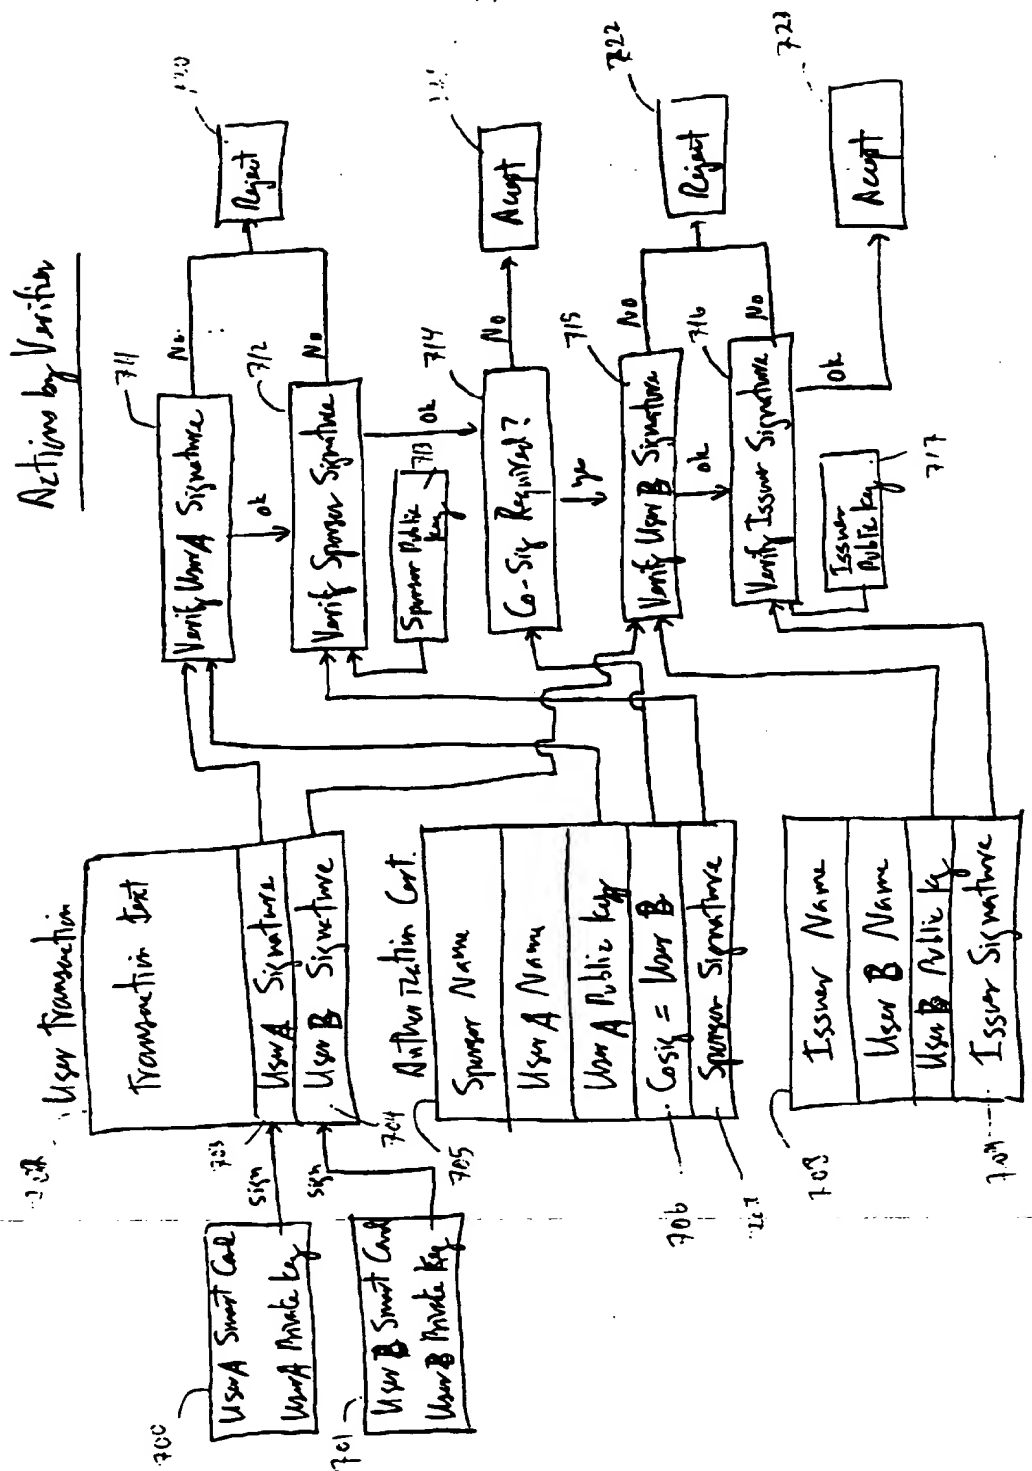 Actions by Verifier
User Transaction
Transaction text
User A Signature
User B Signature
703
704
700
User A Smart Card
User A Private Key
sign
701
User B Smart Card
User B Private Key
sign
Authorization Cert.
705
Sponsor Name
User A Name
User A Public Key
Cosig = User B
Sponsor Signature
706
708
Issuer Name
User B Name
User B Public Key
Issuer Signature
711
Verify User A Signature
No
ok
712
Verify Sponsor Signature
No
Ok
713
Sponsor Public
Key
Reject
714
Co-Sig Required?
No
yes
Accept
715
Verify User B Signature
No
ok
716
Verify Issuer Signature
No
Ok
717
Issuer
Public Key
722
Reject
723
Accept